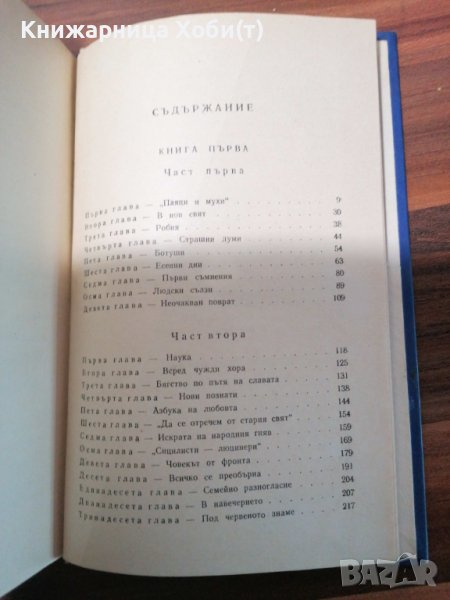 Книжарница Хоби(т)
СЪДЪРЖАНИЕ
КНИГА ПЪРВА
Част първа
Първа глава — „Паяци и мухи“ 9
Втора глава — В нов свят 30
Трета глава — Робия 38
Четвърта глава — Страшни думи 44
Пета глава — Ботуши 54
Шеста глава — Есенни дни 63
Седма глава — Първи съмнения 80
Осма глава — Людски сълзи 89
Девета глава — Неочакван поврат 109
Част втора
Първа глава — Наука 116
Втора глава — Всред чужди хора 125
Трета глава — Бягство по пътя на славата 131
Четвърта глава — Нови познати 138
Пета глава — Азбука на любовта 144
Шеста глава — „Да се отречем от стария свят“ 154
Седма глава — Искрата на народния гняв 159
Осма глава — „Социлисти — люцинери“ 169
Девета глава — Човекът от фронта 179
Десета глава — Всичко се преобърна 191
Единадесета глава — Семейно разногласие 204
Дванадесета глава — В навечерието 207
Тринадесета глава — Под червеното знаме 217
BAZAR